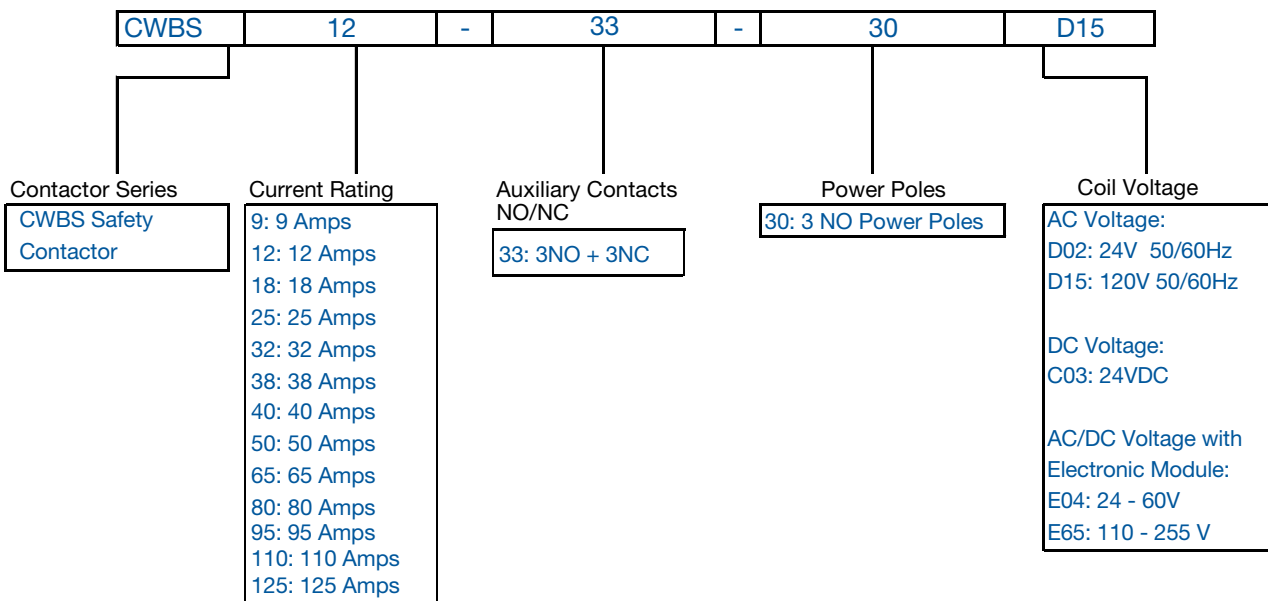 CWBS 12 - 33 - 30 D15
Contactor Series
CWBS Safety
Contactor
Current Rating
9: 9 Amps
12: 12 Amps
18: 18 Amps
25: 25 Amps
32: 32 Amps
38: 38 Amps
40: 40 Amps
50: 50 Amps
65: 65 Amps
80: 80 Amps
95: 95 Amps
110: 110 Amps
125: 125 Amps
Auxiliary Contacts
NO/NC
33: 3NO + 3NC
Power Poles
30: 3 NO Power Poles
Coil Voltage
AC Voltage:
D02: 24V 50/60Hz
D15: 120V 50/60Hz
DC Voltage:
C03: 24VDC
AC/DC Voltage with
Electronic Module:
E04: 24 - 60V
E65: 110 - 255 V